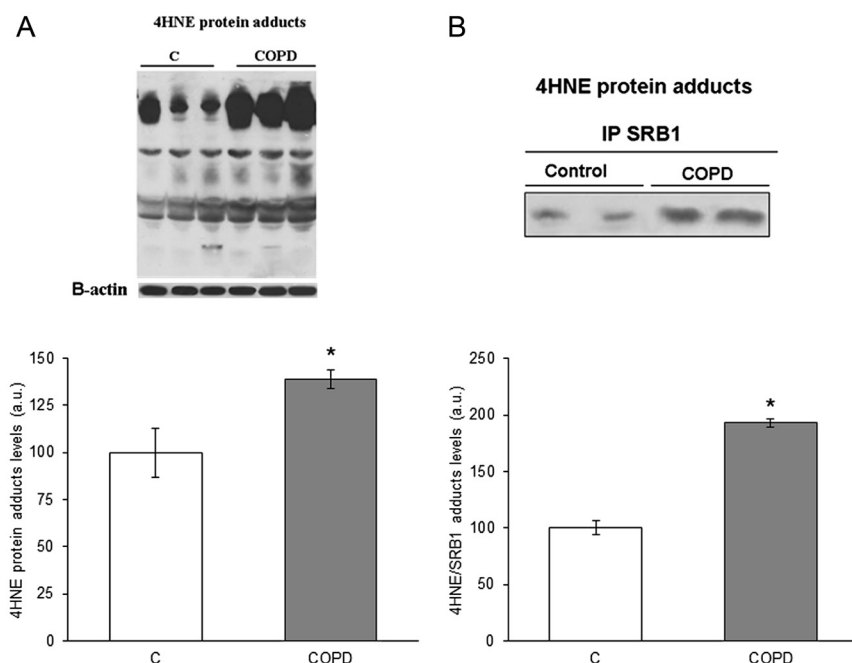 A
4HNE protein adducts
C COPD
B-actin
4HNE protein adducts levels (a.u.)
150
125
100
75
50
25
0
*
C COPD
B
4HNE protein adducts
IP SRB1
Control COPD
4HNE/SRB1 adducts levels (a.u.)
250
200
150
100
50
0
*
C COPD